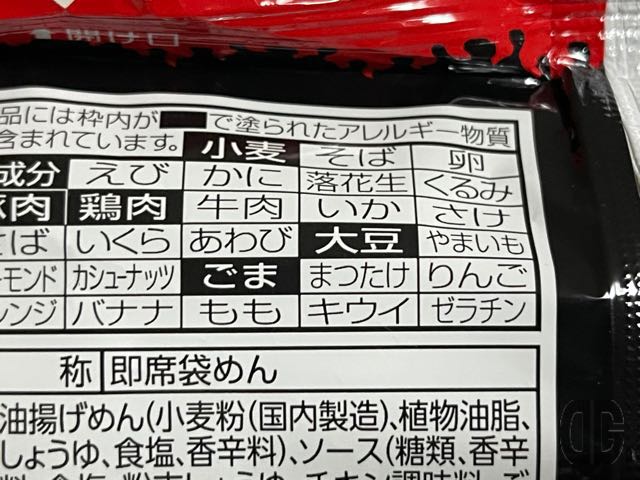 開け口
品には枠内が■で塗られたアレルギー物質
含まれています。 小麦 そば 卵
成分 えび かに 落花生 くるみ
豚肉 鶏肉 牛肉 いか さけ
さば いくら あわび 大豆 やまいも
ーモンド カシューナッツ ごま まつたけ りんご
レンジ バナナ もも キウイ ゼラチン
称 即席袋めん
油揚げめん(小麦粉(国内製造)、植物油脂、
しょうゆ、食塩、香辛料)、ソース(糖類、香辛
DG